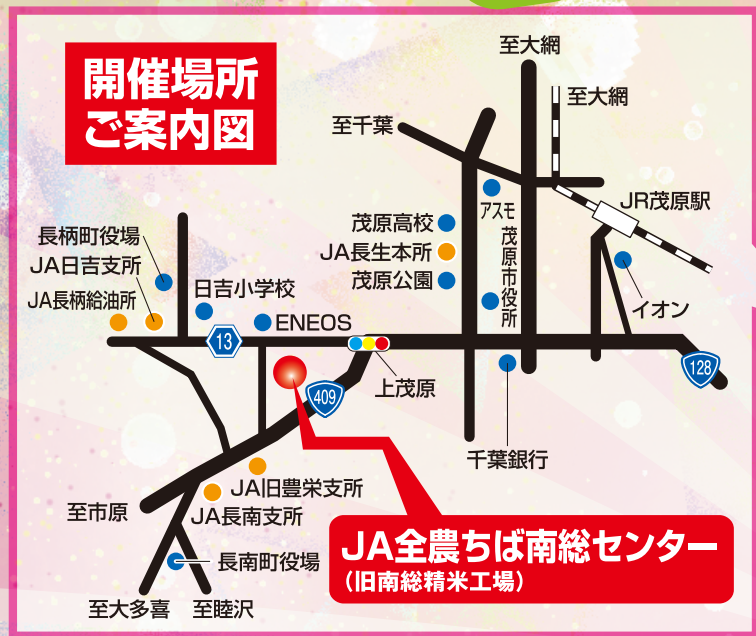 開催場所
ご案内図
至大網
至大網
至千葉
アスモ
JR茂原駅
茂原高校
JA長生本所
茂原公園
茂原市役所
イオン
長柄町役場
JA日吉支所
JA長柄給油所
日吉小学校
ENEOS
13
上茂原
128
409
千葉銀行
JA旧豊栄支所
JA長南支所
至市原
長南町役場
至大多喜
至睦沢
JA全農ちば南総センター
(旧南総精米工場)